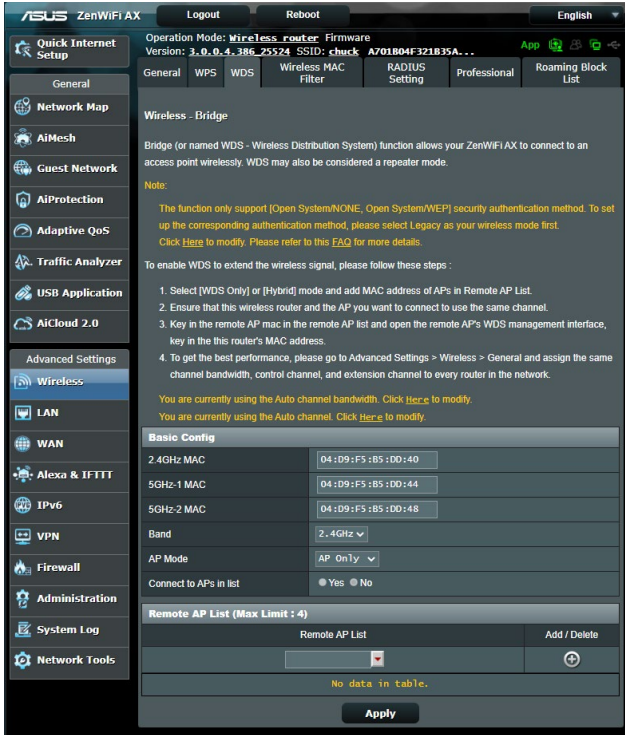 ASUS ZenWiFi AX
Logout
Reboot
English
Quick Internet
Setup
General
Network Map
AiMesh
Guest Network
AiProtection
Adaptive QoS
Traffic Analyzer
USB Application
AiCloud 2.0
Advanced Settings
Wireless
LAN
WAN
Alexa & IFTTT
IPv6
VPN
Firewall
Administration
System Log
Network Tools
Operation Mode: Wireless router Firmware
Version: 3.0.0.4.386_25524 SSID: chuck A701B04F321B35A...
App
General
WPS
WDS
Wireless MAC
Filter
RADIUS
Setting
Professional
Roaming Block
List
Wireless - Bridge
Bridge (or named WDS - Wireless Distribution System) function allows your ZenWiFi AX to connect to an
access point wirelessly. WDS may also be considered a repeater mode.
Note:
The function only support [Open System/NONE, Open System/WEP] security authentication method. To set
up the corresponding authentication method, please select Legacy as your wireless mode first.
Click Here to modify. Please refer to this FAQ for more details.
To enable WDS to extend the wireless signal, please follow these steps :
1. Select [WDS Only] or [Hybrid] mode and add MAC address of APs in Remote AP List.
2. Ensure that this wireless router and the AP you want to connect to use the same channel.
3. Key in the remote AP mac in the remote AP list and open the remote AP's WDS management interface,
key in the this router's MAC address.
4. To get the best performance, please go to Advanced Settings > Wireless > General and assign the same
channel bandwidth, control channel, and extension channel to every router in the network.
You are currently using the Auto channel bandwidth. Click Here to modify.
You are currently using the Auto channel. Click Here to modify.
Basic Config
2.4GHz MAC 04:D9:F5:B5:DD:40
5GHz-1 MAC 04:D9:F5:B5:DD:44
5GHz-2 MAC 04:D9:F5:B5:DD:48
Band 2.4GHz
AP Mode AP Only
Connect to APs in list Yes No
Remote AP List (Max Limit : 4)
Remote AP List Add / Delete
No data in table.
Apply